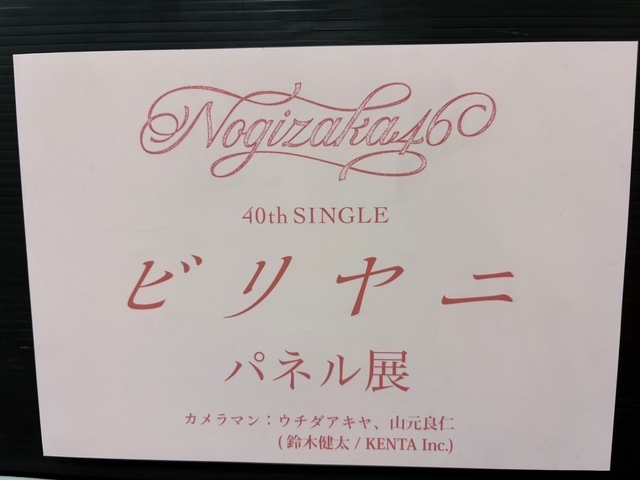 Nogizaka46
40th SINGLE
ビリヤニ
パネル展
カメラマン：ウチダアキヤ、山元良仁
(鈴木健太 / KENTA Inc.)